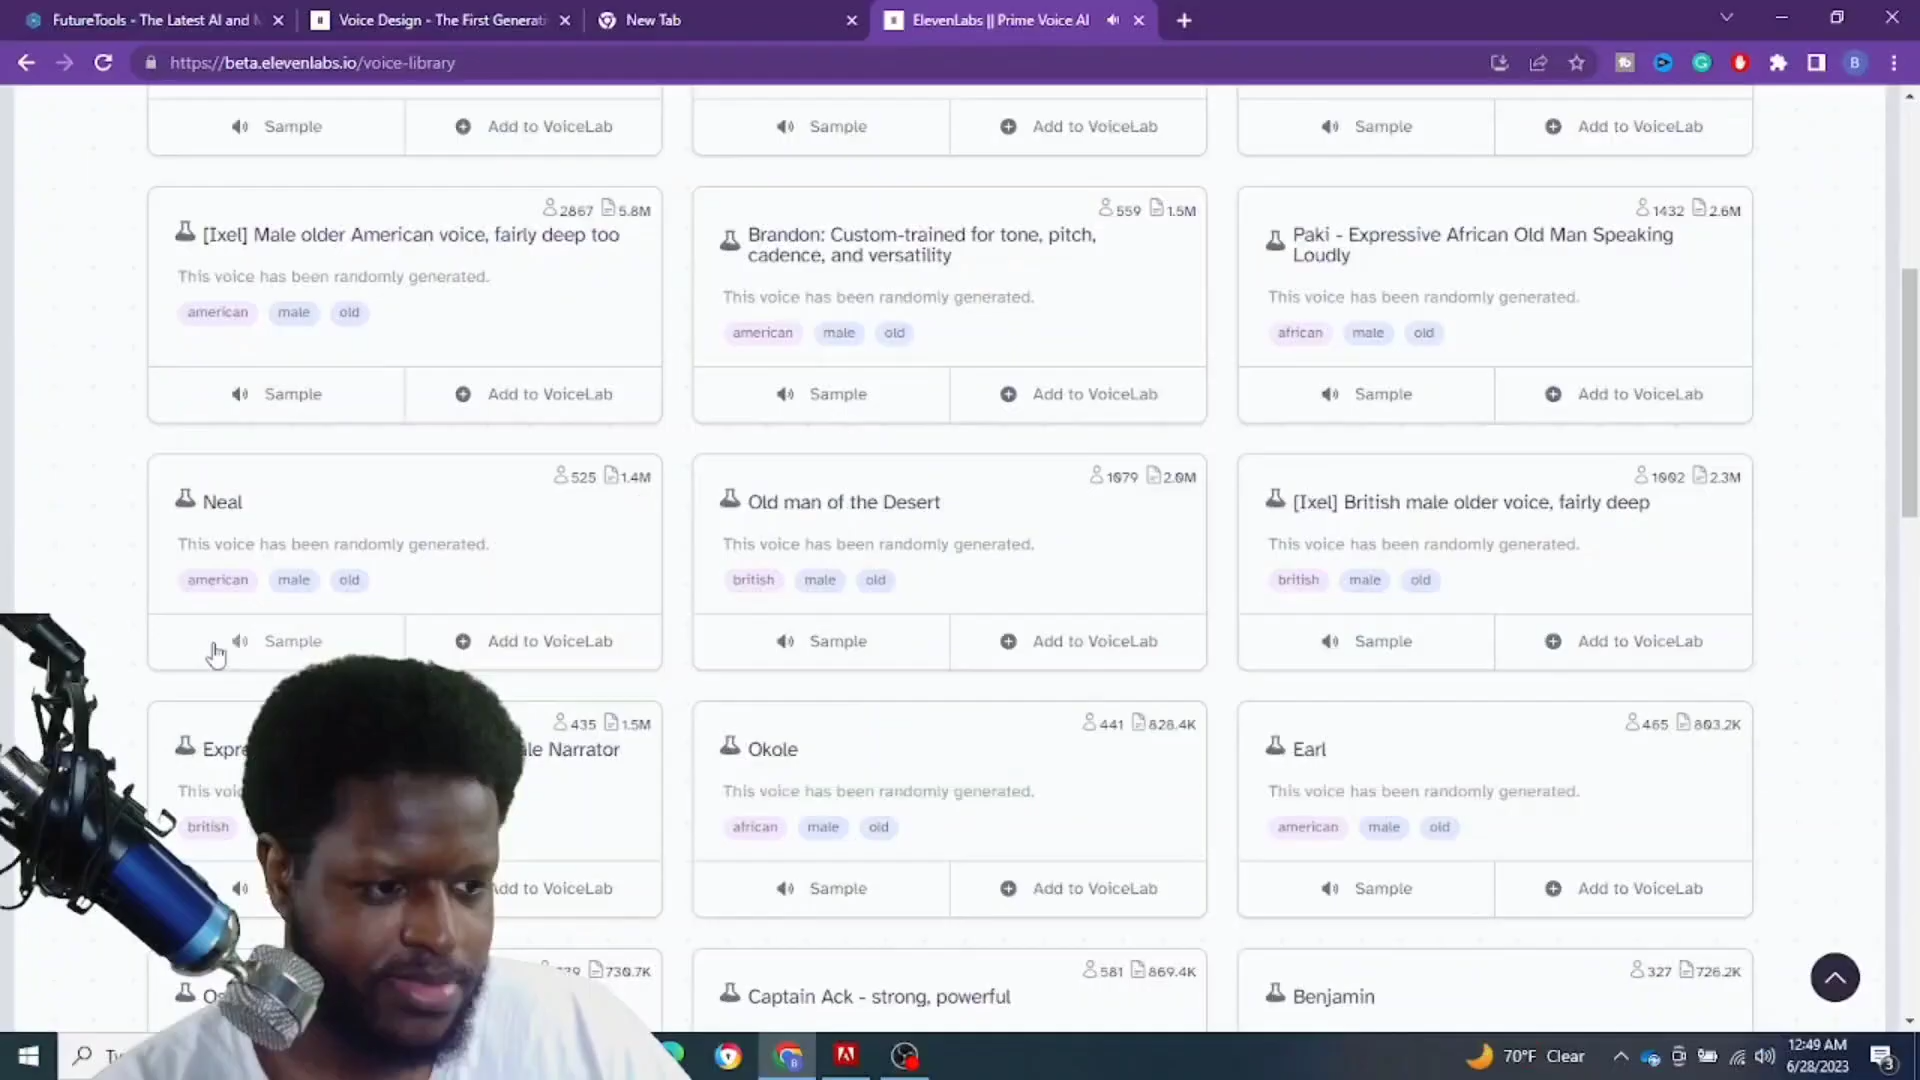 FutureTools - The Latest AI and
Voice Design - The First Generati
New Tab
ElevenLabs || Prime Voice AI
https://beta.elevenlabs.io/voice-library
B
Sample Add to VoiceLab Sample Add to VoiceLab Sample Add to VoiceLab
2867 5.8M
[Ixel] Male older American voice, fairly deep too
This voice has been randomly generated.
american male old
Sample Add to VoiceLab
559 1.5M
Brandon: Custom-trained for tone, pitch,
cadence, and versatility
This voice has been randomly generated.
american male old
Sample Add to VoiceLab
1432 2.6M
Paki - Expressive African Old Man Speaking
Loudly
This voice has been randomly generated.
african male old
Sample Add to VoiceLab
525 1.4M
Neal
This voice has been randomly generated.
american male old
Sample Add to VoiceLab
1079 2.0M
Old man of the Desert
This voice has been randomly generated.
british male old
Sample Add to VoiceLab
1002 2.3M
[Ixel] British male older voice, fairly deep
This voice has been randomly generated.
british male old
Sample Add to VoiceLab
435 1.5M
Narrator
british
Add to VoiceLab
441 828.4K
Okole
This voice has been randomly generated.
african male old
Sample Add to VoiceLab
465 803.2K
Earl
This voice has been randomly generated.
american male old
Sample Add to VoiceLab
730.7K
581 869.4K
Captain Ack - strong, powerful
327 726.2K
Benjamin
B
70°F Clear
12:49 AM
6/28/2023
3